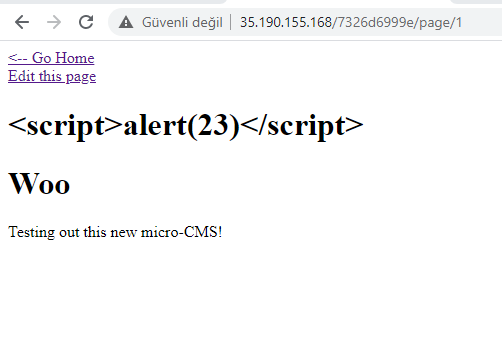 Güvenli değil | 35.190.155.168/7326d6999e/page/1
<-- Go Home
Edit this page
<script>alert(23)</script>
Woo
Testing out this new micro-CMS!